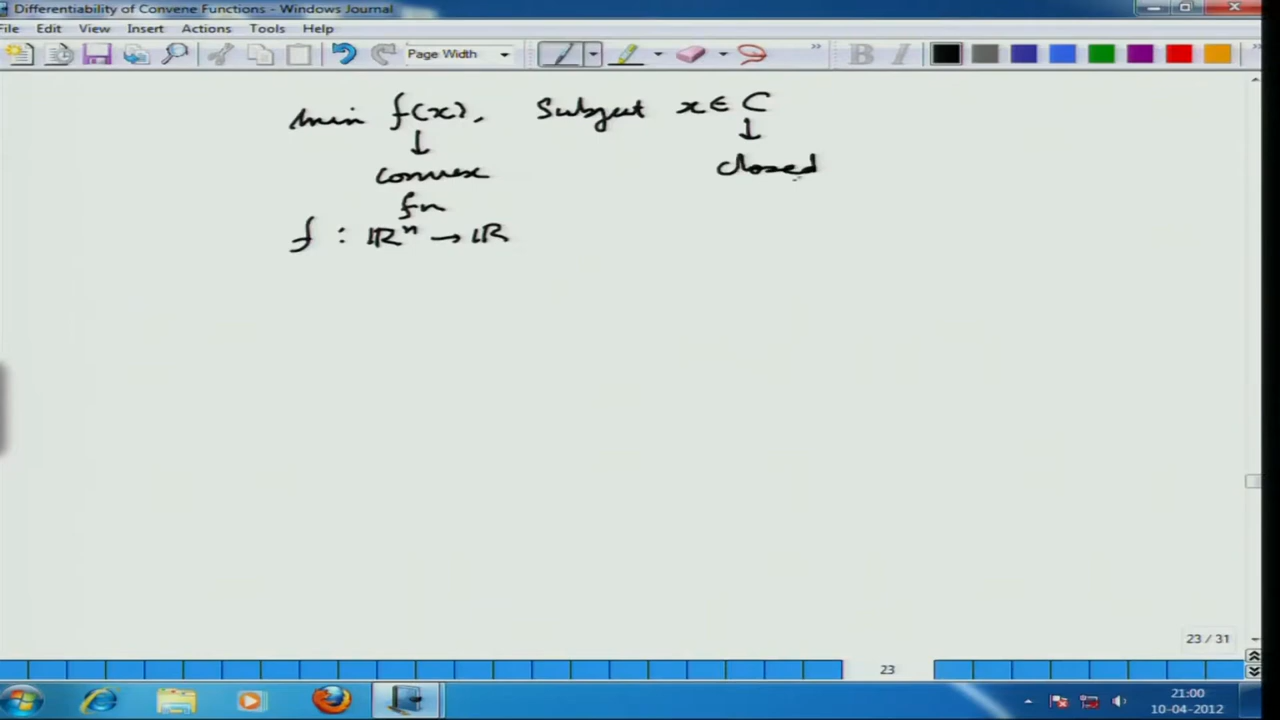 Differentiability of Convene Functions - Windows Journal
File Edit View Insert Actions Tools Help
Page Width
min f(x), Subject x ∈ C
↓ ↓
convex closed
fn
f : ℝⁿ → ℝ
23 / 31
23
21:00
10-04-2012